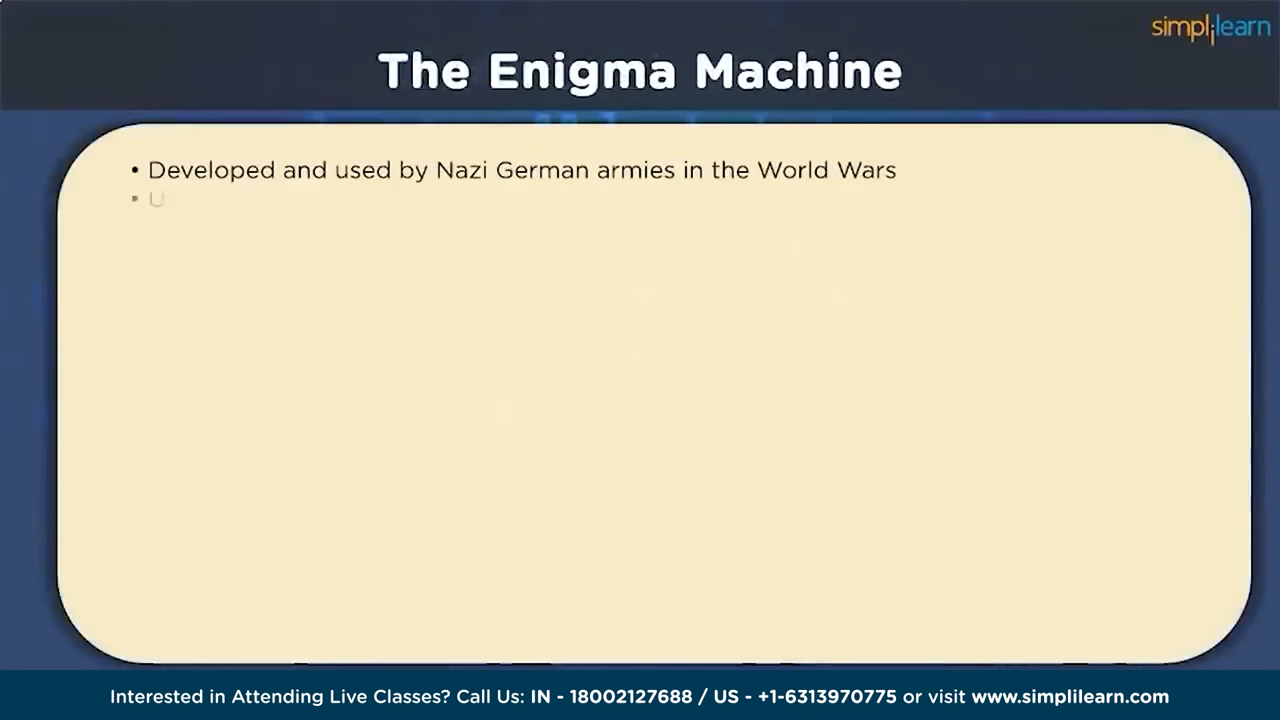 simplilearn
The Enigma Machine
• Developed and used by Nazi German armies in the World Wars
• U
Interested in Attending Live Classes? Call Us: IN - 18002127688 / US - +1-6313970775 or visit www.simplilearn.com